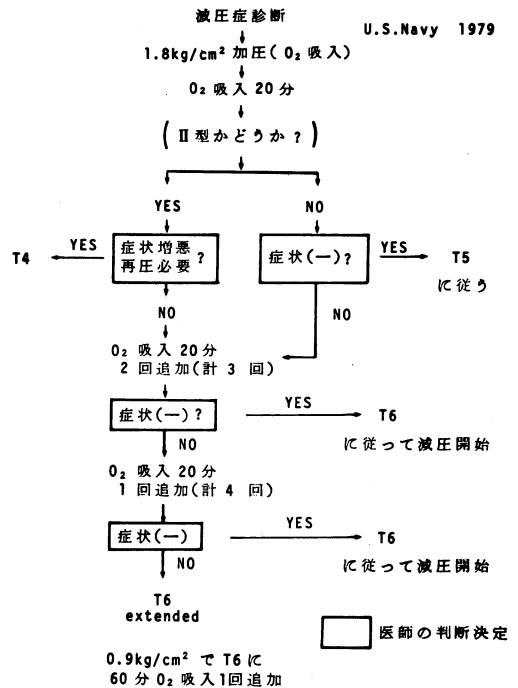 減圧症診断
U.S.Navy 1979
1.8kg/cm² 加圧( O₂ 吸入)
O₂ 吸入 20 分
( II 型かどうか ? )
YES
NO
T4
YES
症状増悪
再圧必要 ?
症状(−) ?
YES
T5
に従う
NO
NO
O₂ 吸入 20 分
2 回追加(計 3 回)
症状(−) ?
YES
T6
に従って減圧開始
NO
O₂ 吸入 20 分
1 回追加(計 4 回)
症状(−)
YES
T6
に従って減圧開始
NO
T6
extended
医師の判断決定
0.9kg/cm² で T6 に
60 分 O₂ 吸入1回追加